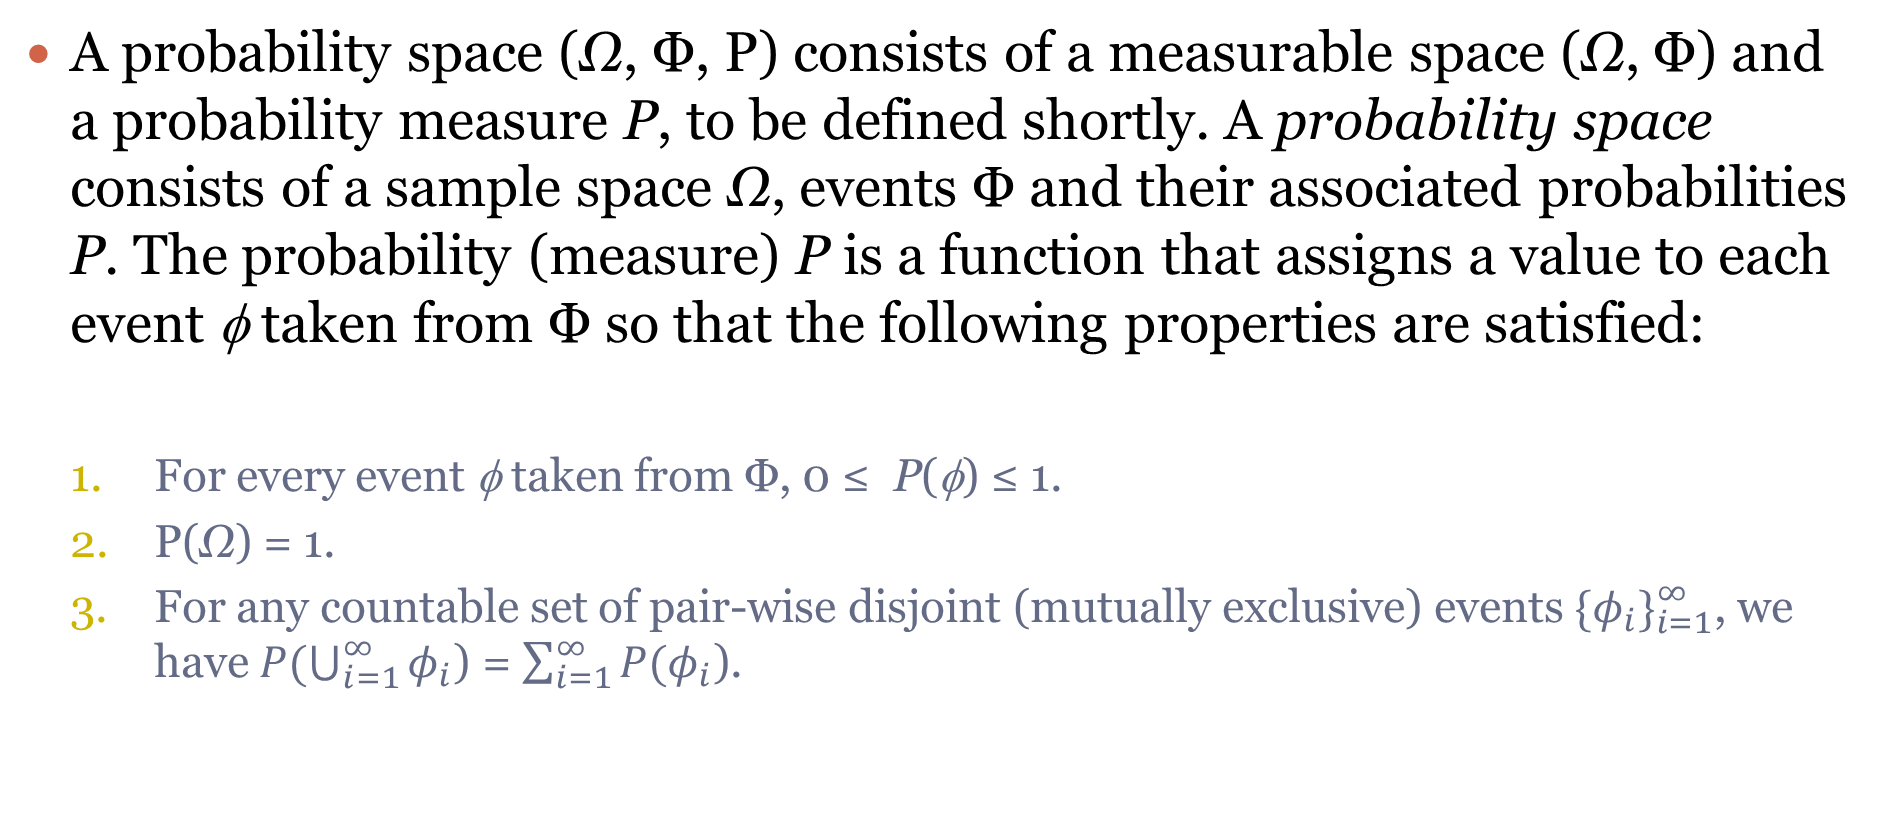 • A probability space (Ω, Φ, P) consists of a measurable space (Ω, Φ) and
a probability measure P, to be defined shortly. A probability space
consists of a sample space Ω, events Φ and their associated probabilities
P. The probability (measure) P is a function that assigns a value to each
event ϕ taken from Φ so that the following properties are satisfied:
1. For every event ϕ taken from Φ, 0 ≤ P(ϕ) ≤ 1.
2. P(Ω) = 1.
3. For any countable set of pair-wise disjoint (mutually exclusive) events {ϕ_i}_{i=1}^∞, we
have P(⋃_{i=1}^∞ ϕ_i) = ∑_{i=1}^∞ P(ϕ_i).